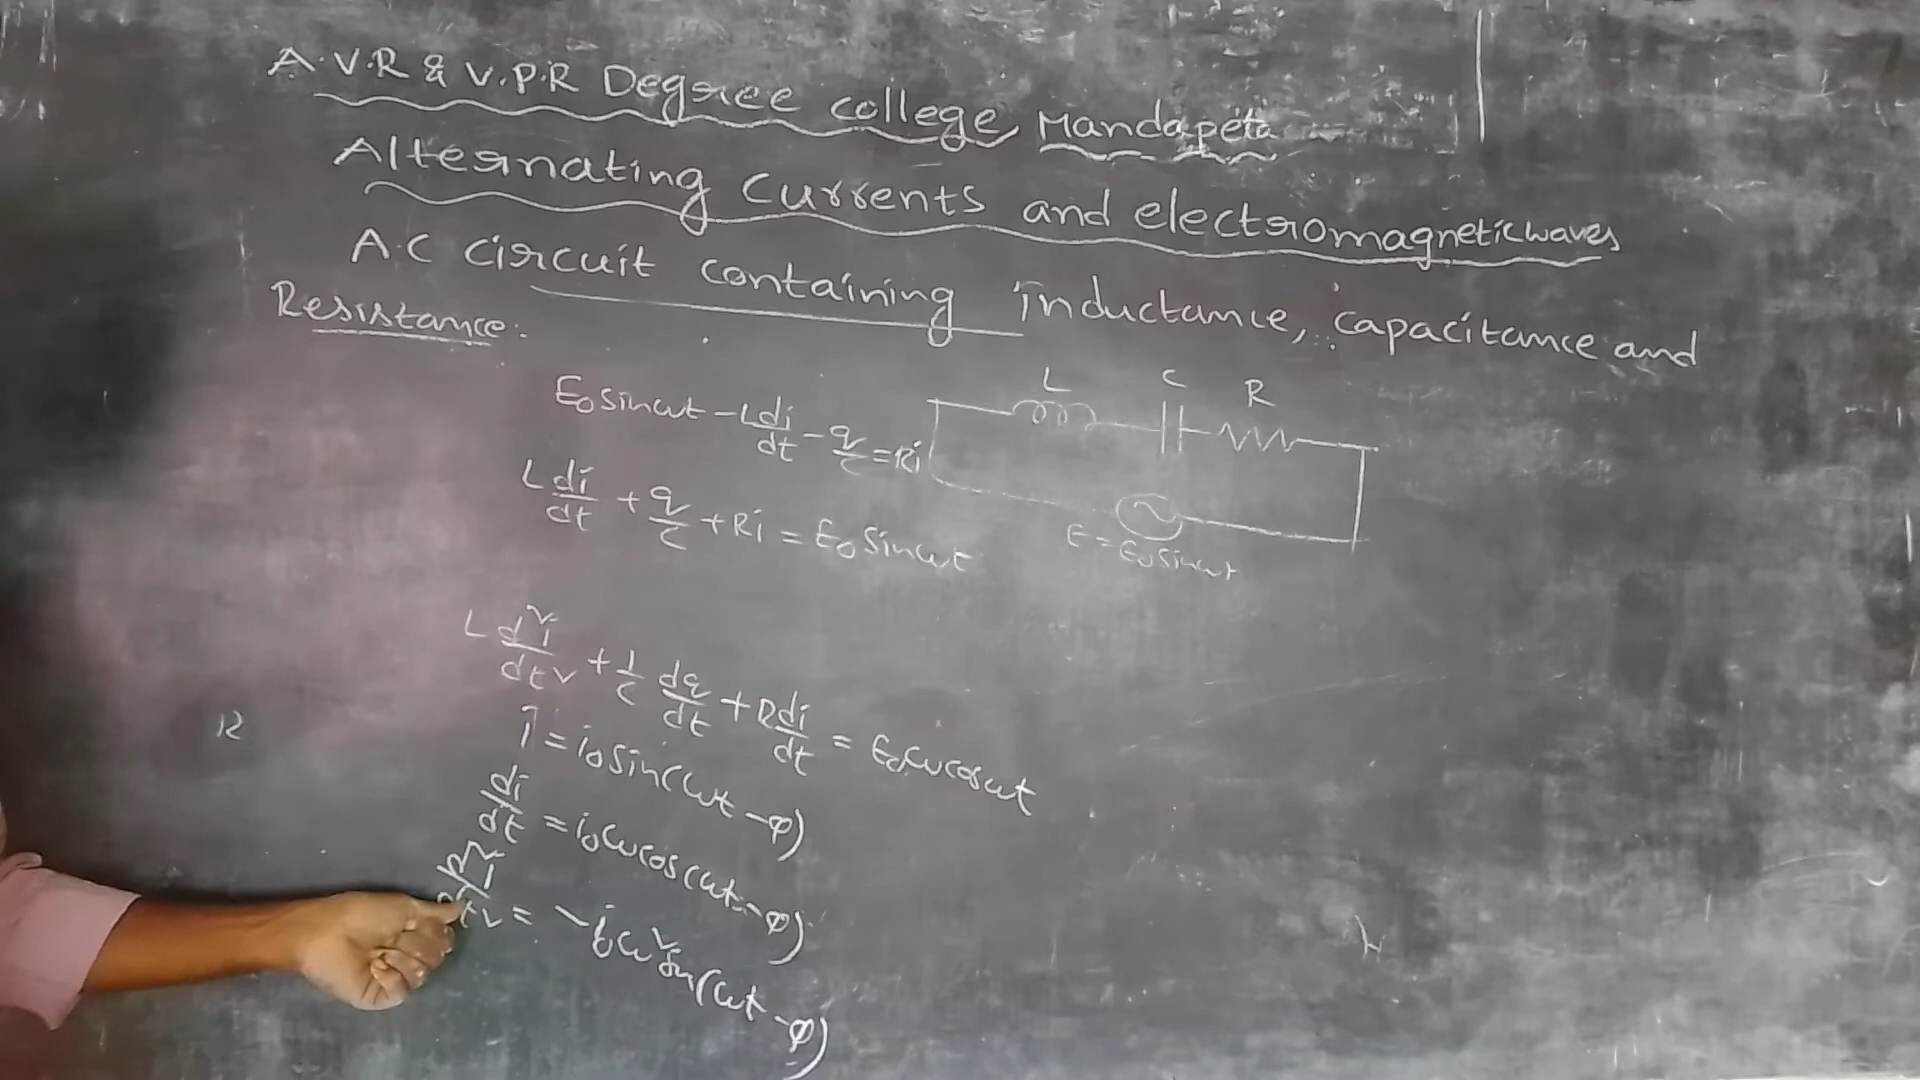 A.V.R & V.P.R Degree college, Mandapeta
Alternating currents and electromagnetic waves
A.C circuit containing inductance, capacitance and
Resistance:
E₀ sinωt - L di/dt - q/c = Ri
L C R
L di/dt + q/c + Ri = E₀ sinωt
E = E₀ sinωt
L d²i/dt² + 1/c dq/dt + R di/dt = E₀ω cosωt
i = i₀ sin(ωt - φ)
di/dt = i₀ω cos(ωt - φ)
d²i/dt² = -i₀ω² sin(ωt - φ)